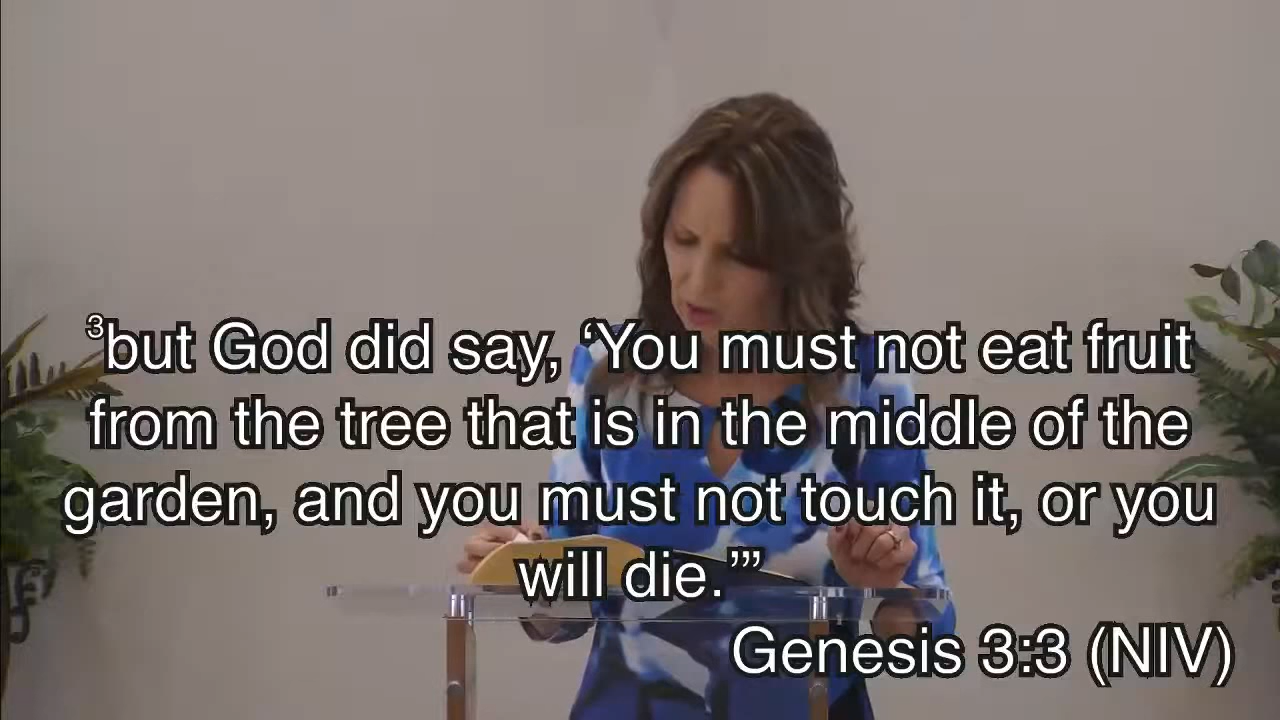 ³but God did say, ‘You must not eat fruit
from the tree that is in the middle of the
garden, and you must not touch it, or you
will die.’”
Genesis 3:3 (NIV)